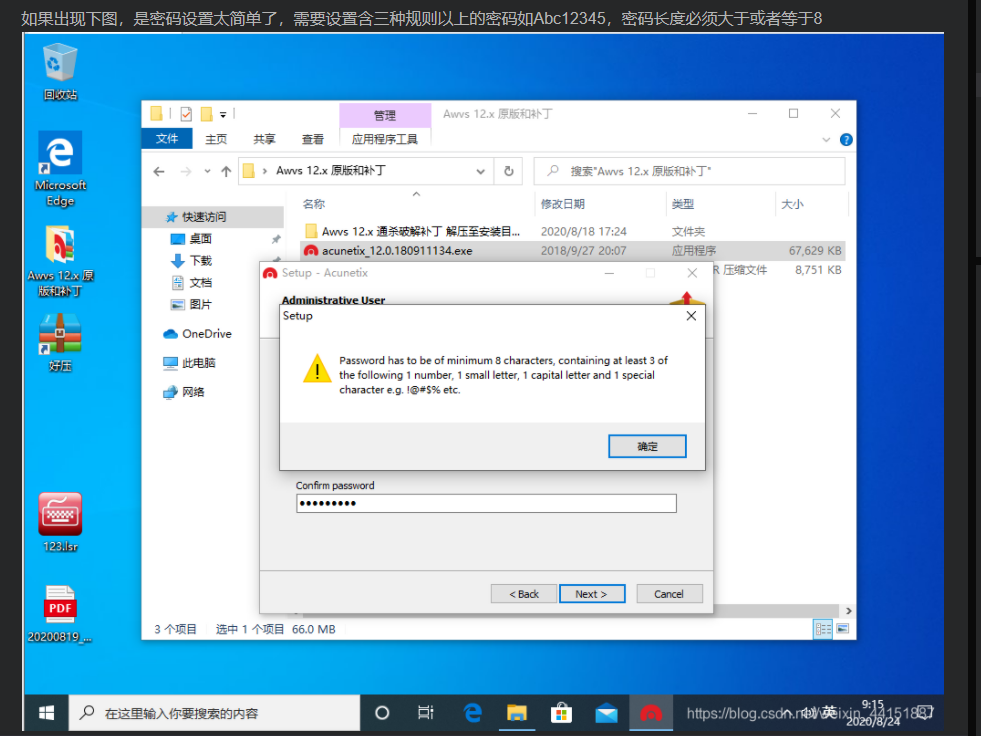 如果出现下图，是密码设置太简单了，需要设置含三种规则以上的密码如Abc12345，密码长度必须大于或者等于8
回收站
Microsoft
Edge
Awvs 12.x 原
版和补丁
好压
123.lsr
PDF
20200819_...
管理
Awvs 12.x 原版和补丁
文件
主页
共享
查看
应用程序工具
Awvs 12.x 原版和补丁
搜索"Awvs 12.x 原版和补丁"
名称
修改日期
类型
大小
快速访问
桌面
下载
文档
图片
OneDrive
此电脑
网络
Awvs 12.x 通杀破解补丁 解压至安装目...
2020/8/18 17:24
文件夹
acunetix_12.0.180911134.exe
2018/9/27 20:07
应用程序
67,629 KB
R 压缩文件
8,751 KB
Setup - Acunetix
Administrative User
Setup
Password has to be of minimum 8 characters, containing at least 3 of
the following 1 number, 1 small letter, 1 capital letter and 1 special
character e.g. !@#$% etc.
确定
Confirm password
< Back
Next >
Cancel
3 个项目
选中 1 个项目
66.0 MB
在这里输入你要搜索的内容
英
9:15
2020/8/24